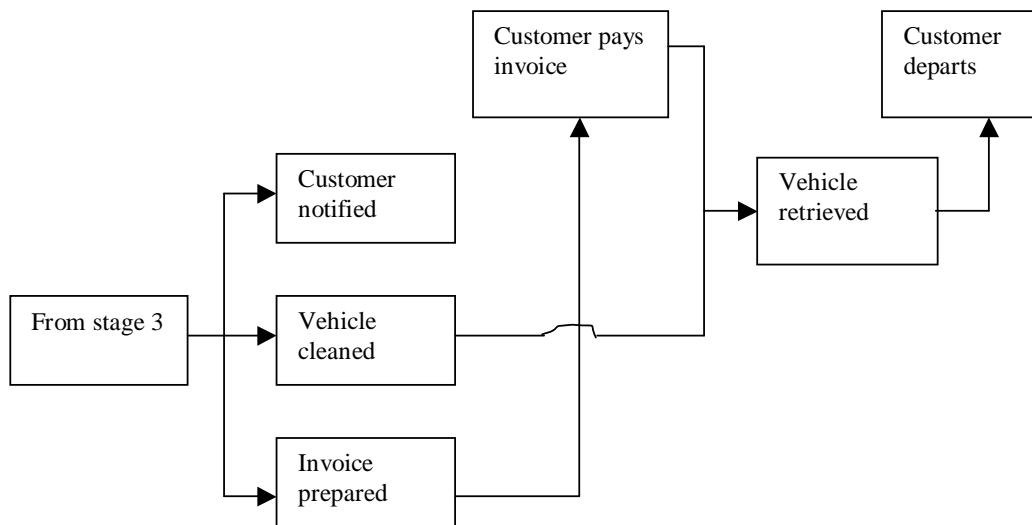 Customer pays
invoice
Customer
departs
Customer
notified
Vehicle
retrieved
From stage 3
Vehicle
cleaned
Invoice
prepared